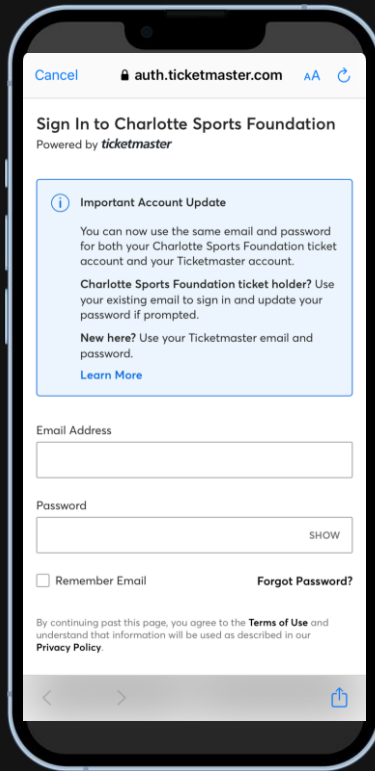 Cancel auth.ticketmaster.com AA
Sign In to Charlotte Sports Foundation
Powered by ticketmaster
Important Account Update
You can now use the same email and password
for both your Charlotte Sports Foundation ticket
account and your Ticketmaster account.
Charlotte Sports Foundation ticket holder? Use
your existing email to sign in and update your
password if prompted.
New here? Use your Ticketmaster email and
password.
Learn More
Email Address
Password
SHOW
Remember Email Forgot Password?
By continuing past this page, you agree to the Terms of Use and
understand that information will be used as described in our
Privacy Policy.